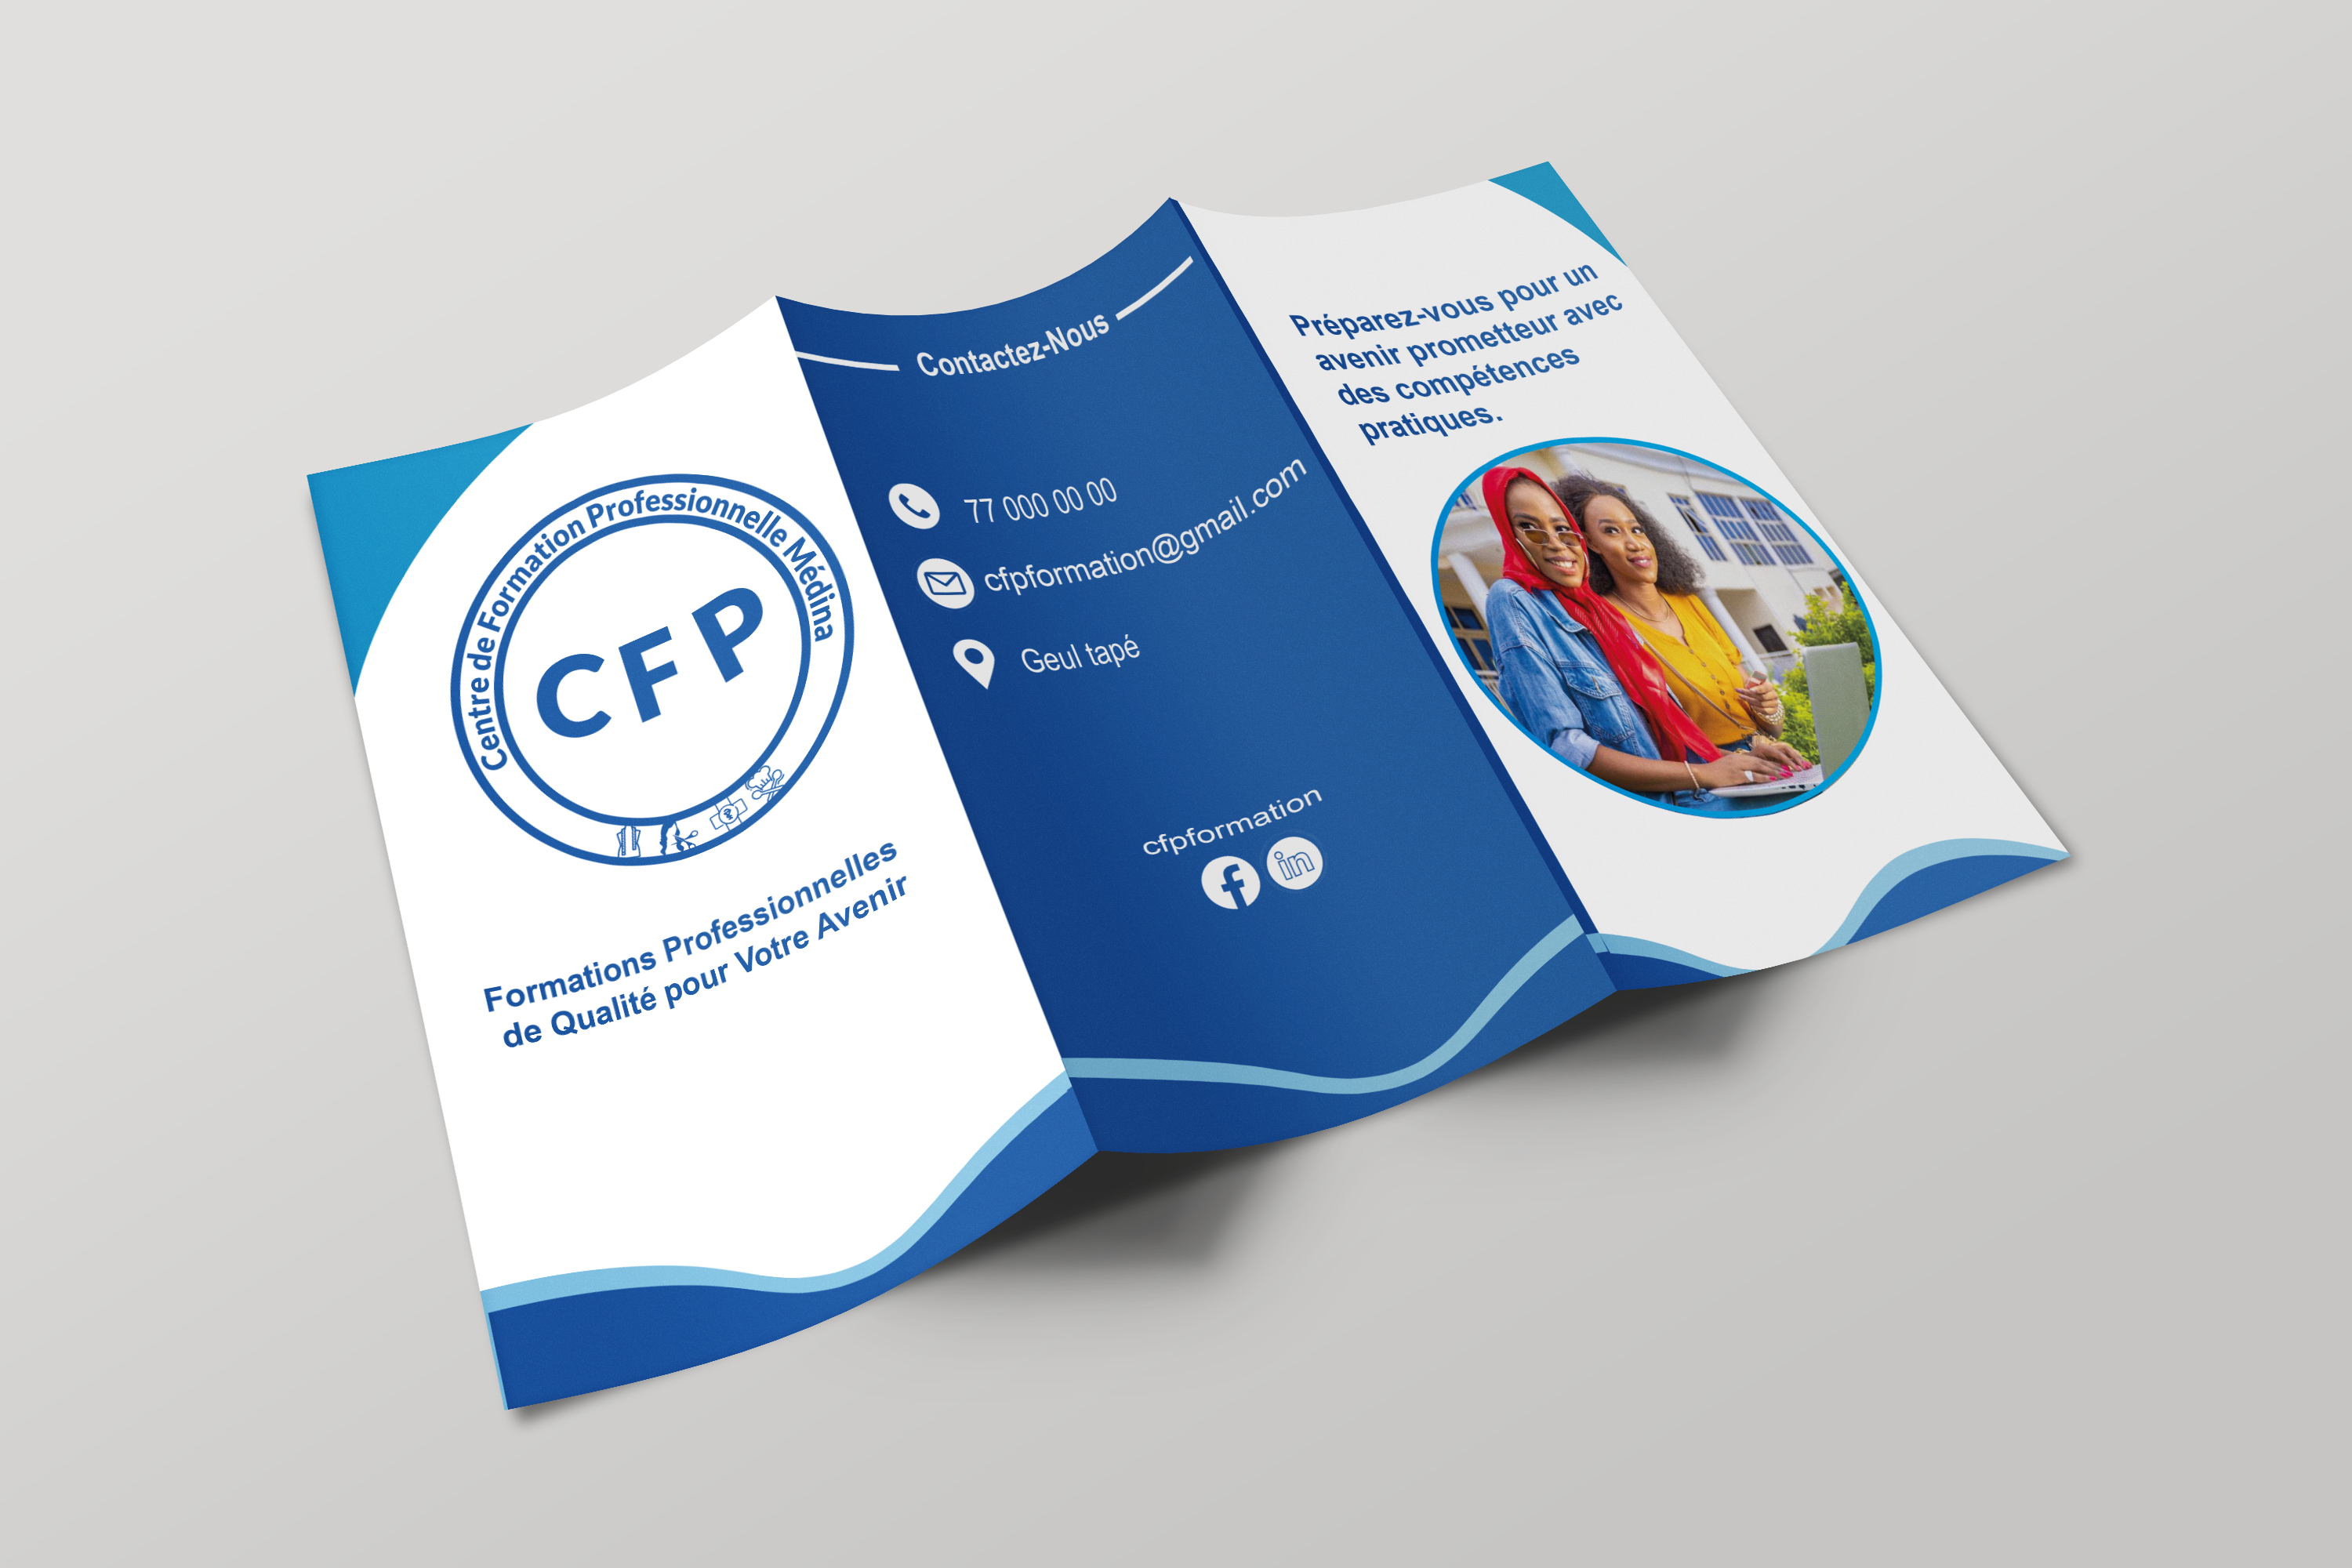 Centre de Formation Professionnelle Médina
CFP
Formations Professionnelles
de Qualité pour Votre Avenir
Contactez-Nous
77 000 00 00
cfpformation@gmail.com
Geul tapé
cfpformation
in
Préparez-vous pour un
avenir prometteur avec
des compétences
pratiques.